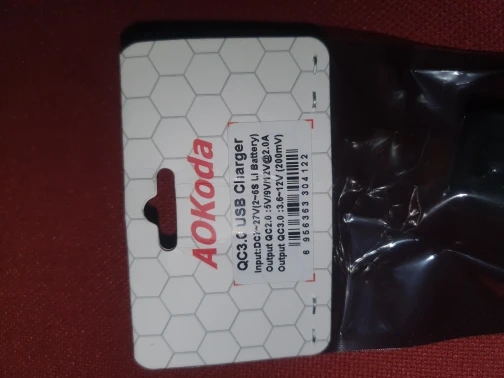 AOKoda
QC3.0 USB Charger
Input:DC7~27V(2~6S Li Battery)
Output QC2.0 :5V/9V/12V@2.0A
Output QC3.0 :3.6~12V (200mV)
6 956363 304122